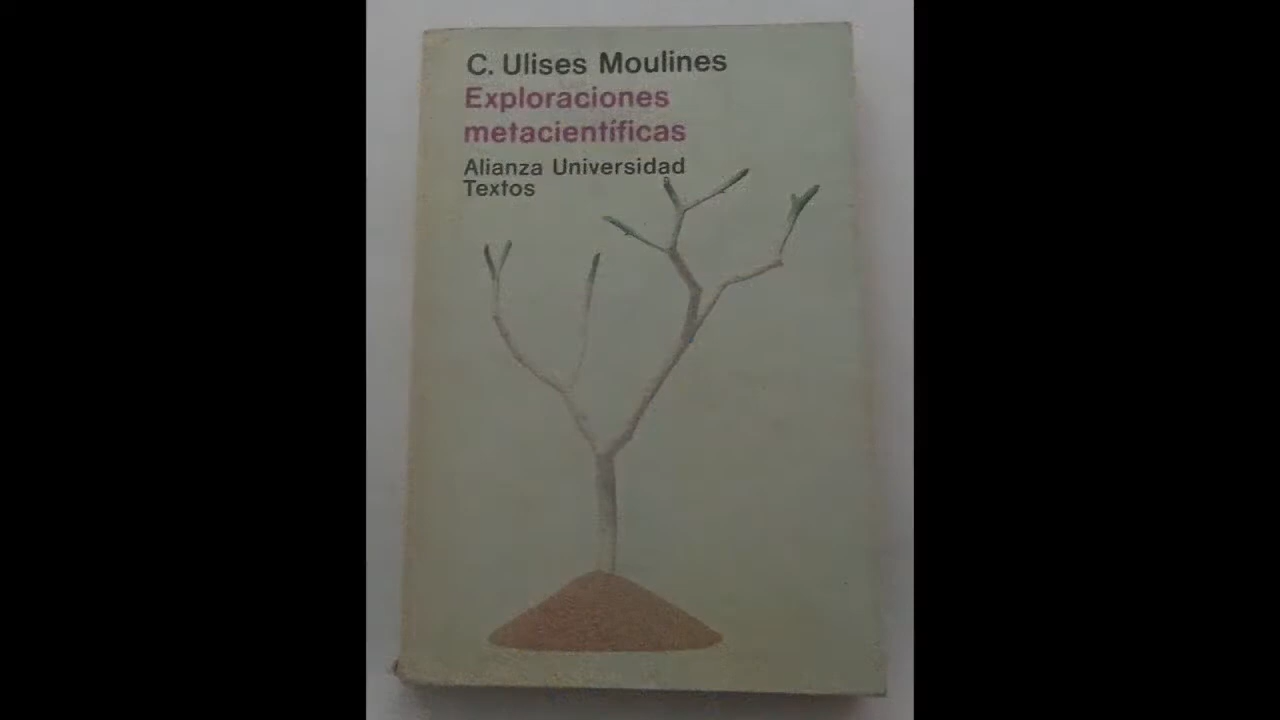 C. Ulises Moulines
Exploraciones
metacientíficas
Alianza Universidad
Textos